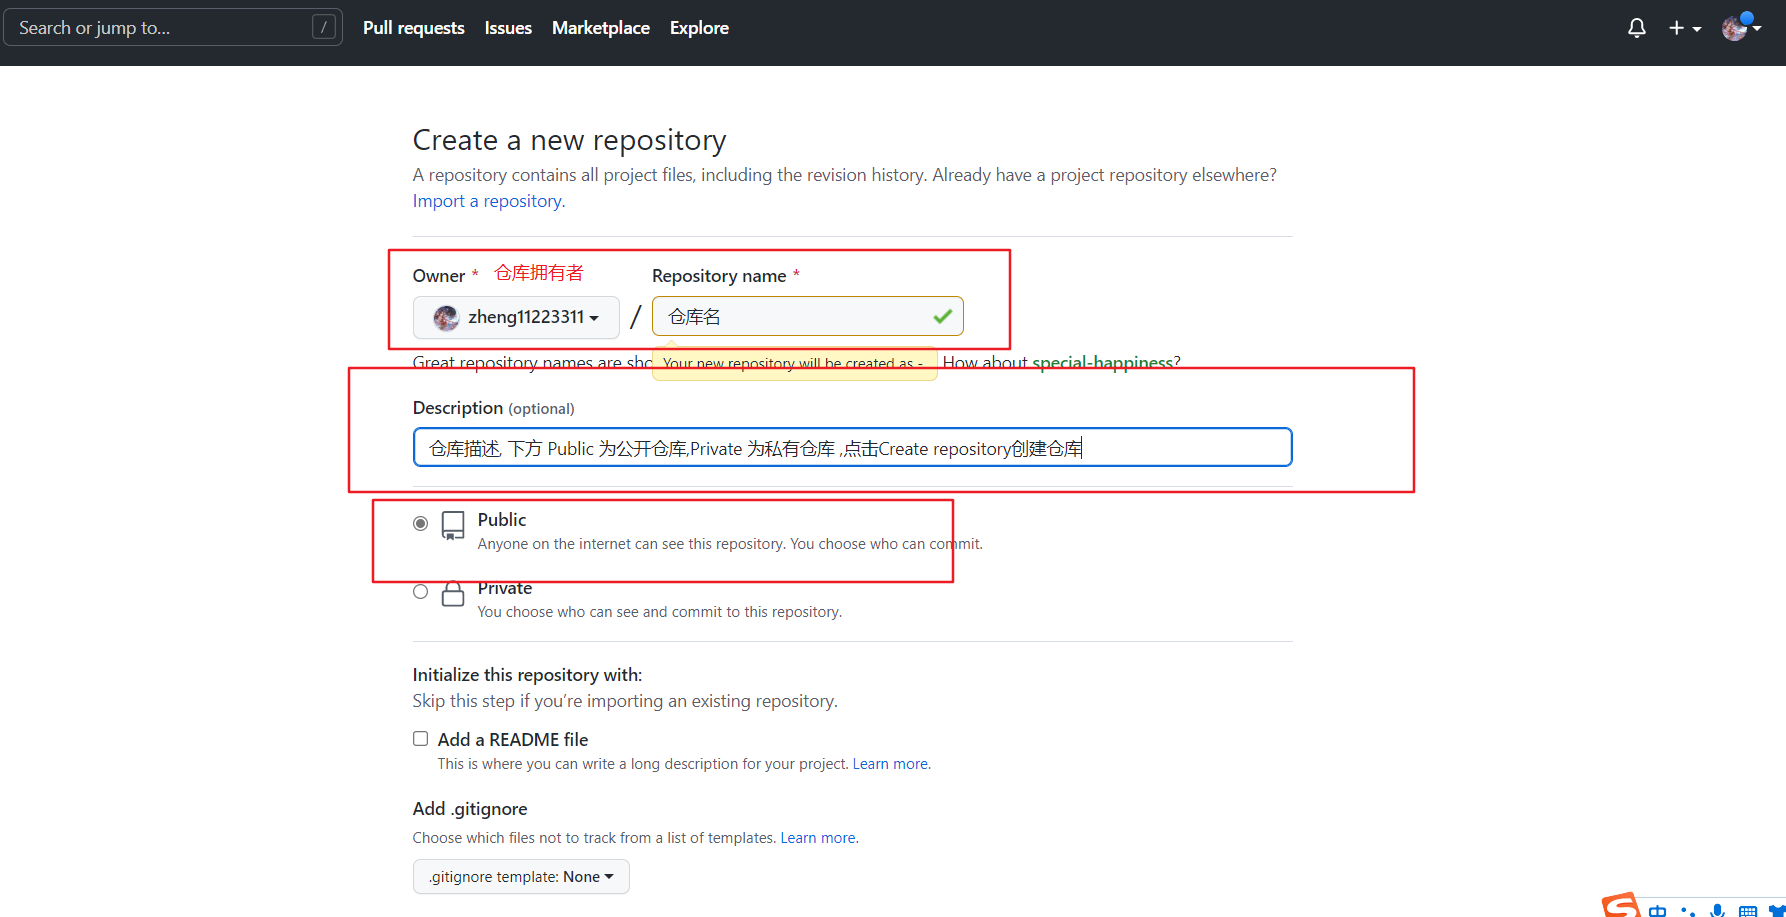 Search or jump to... /
Pull requests Issues Marketplace Explore
Create a new repository
A repository contains all project files, including the revision history. Already have a project repository elsewhere?
Import a repository.
Owner * 仓库拥有者 Repository name *
zheng11223311 / 仓库名
Great repository names are sho Your new repository will be created as - How about special-happiness?
Description (optional)
仓库描述, 下方 Public 为公开仓库,Private 为私有仓库 ,点击Create repository创建仓库
Public
Anyone on the internet can see this repository. You choose who can commit.
Private
You choose who can see and commit to this repository.
Initialize this repository with:
Skip this step if you’re importing an existing repository.
Add a README file
This is where you can write a long description for your project. Learn more.
Add .gitignore
Choose which files not to track from a list of templates. Learn more.
.gitignore template: None
中